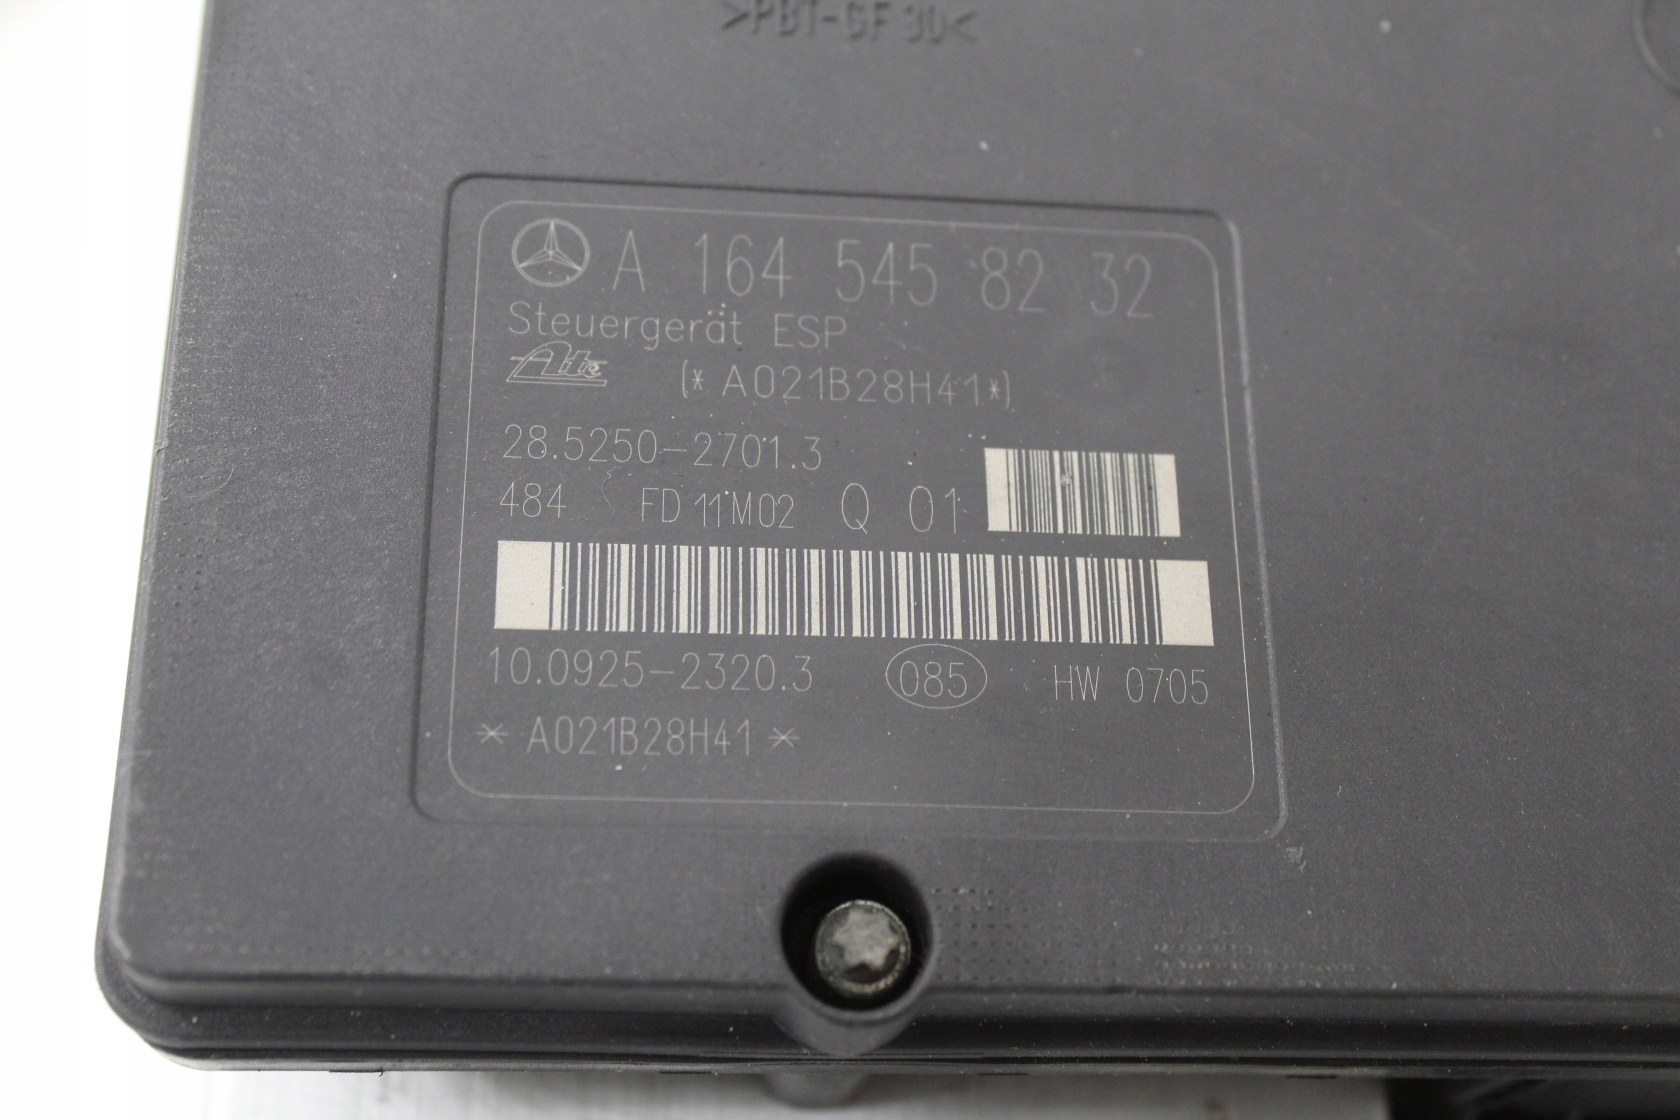 >PBT-GF 30<
A 164 545 82 32
Steuergerät ESP
Ate (* A021B28H41*)
28.5250-2701.3
484 FD 11M02 Q 01
10.0925-2320.3 085 HW 0705
* A021B28H41 *